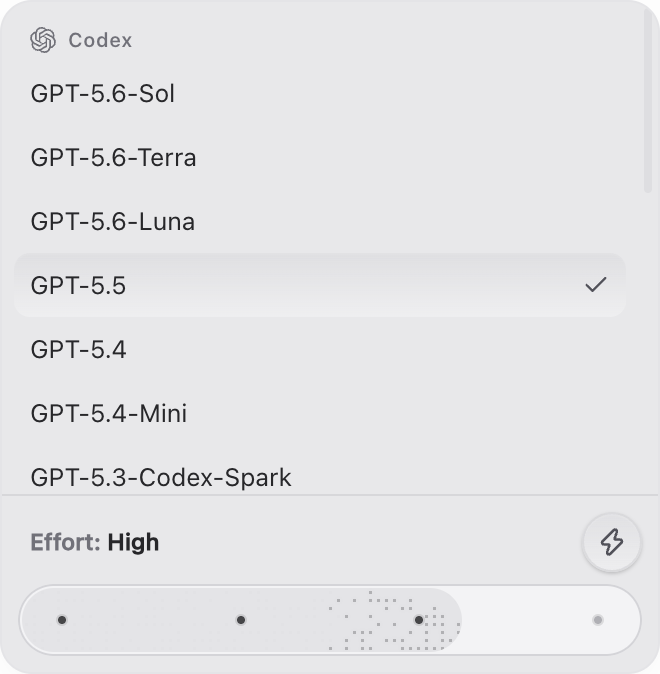 Codex
GPT-5.6-Sol
GPT-5.6-Terra
GPT-5.6-Luna
GPT-5.5
GPT-5.4
GPT-5.4-Mini
GPT-5.3-Codex-Spark
Effort: High